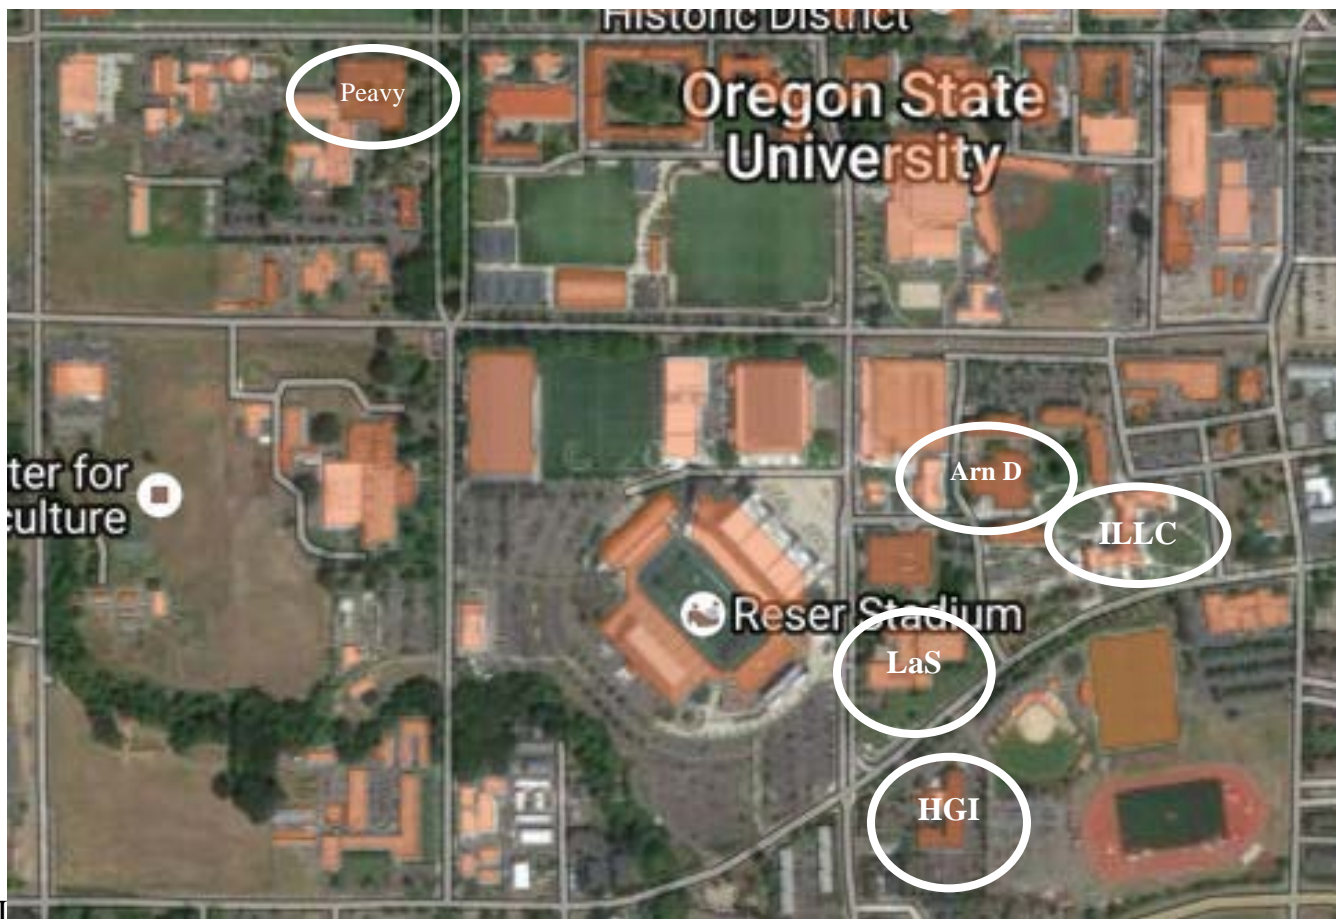 Historic District
Peavy
Oregon State
University
Arn D
ter for
culture
ILLC
Reser Stadium
LaS
HGI